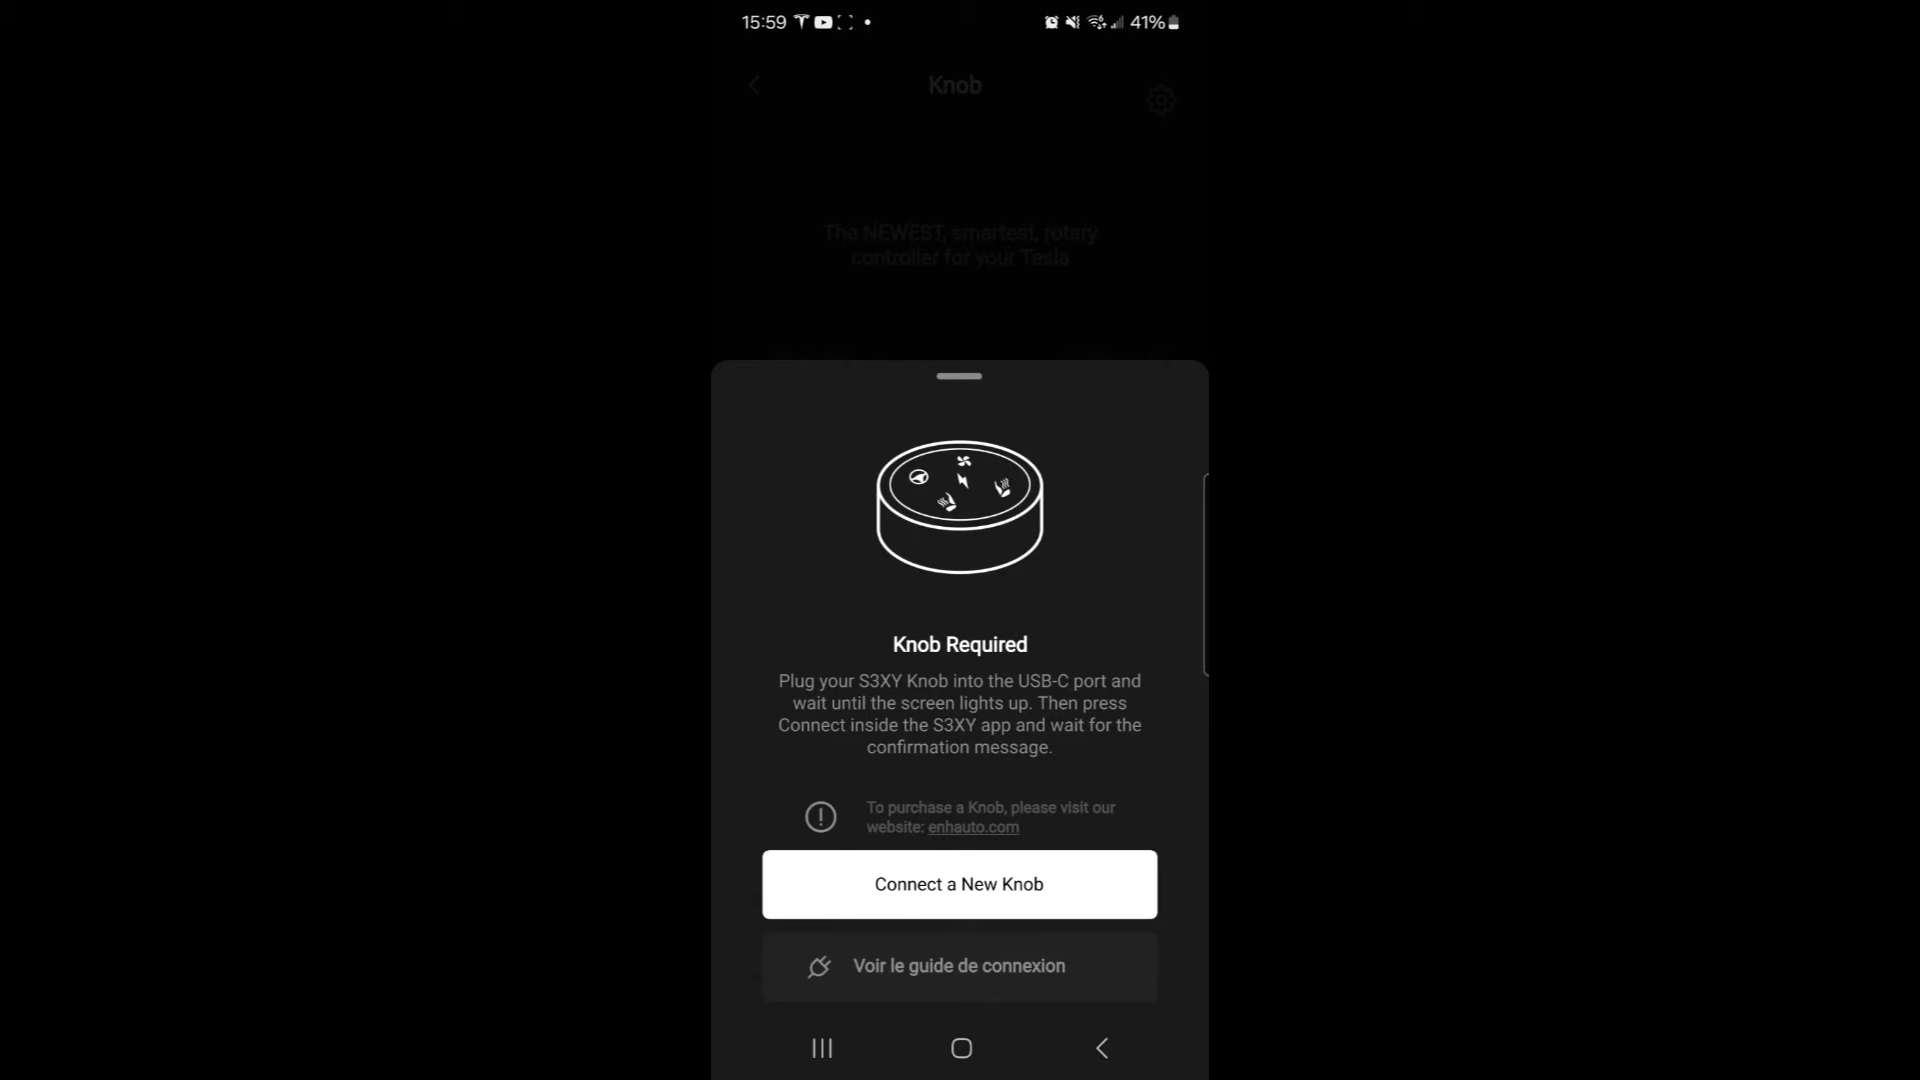 15:59
41%
Knob
The NEWEST, smartest, rotary
controller for your Tesla
Knob Required
Plug your S3XY Knob into the USB-C port and
wait until the screen lights up. Then press
Connect inside the S3XY app and wait for the
confirmation message.
To purchase a Knob, please visit our
website: enhauto.com
Connect a New Knob
Voir le guide de connexion